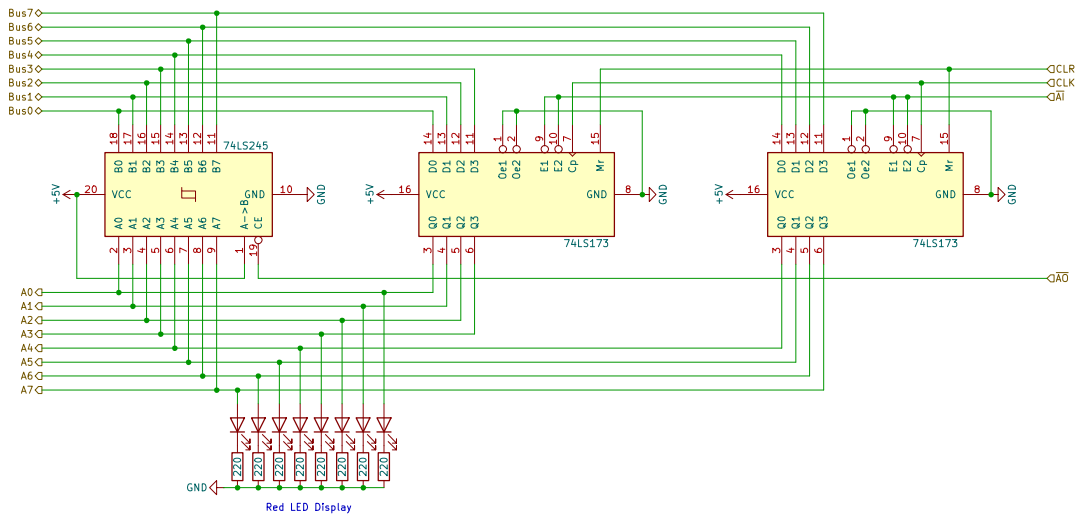 Bus7
Bus6
Bus5
Bus4
Bus3 CLR
Bus2 CLK
Bus1 AI
Bus0
18 17 16 15 14 13 12 11 14 13 12 11 1 2 9 10 7 15 14 13 12 11 1 2 9 10 7 15
74LS245
B0 B1 B2 B3 B4 B5 B6 B7 D0 D1 D2 D3 Oe1 Oe2 E1 E2 Cp Mr D0 D1 D2 D3 Oe1 Oe2 E1 E2 Cp Mr
+5V 20 VCC GND 10 GND +5V 16 VCC GND 8 GND +5V 16 VCC GND 8 GND
A0 A1 A2 A3 A4 A5 A6 A7 A->B CE Q0 Q1 Q2 Q3 Q0 Q1 Q2 Q3
74LS173 74LS173
2 3 4 5 6 7 8 9 1 19 3 4 5 6 3 4 5 6
AO
A0
A1
A2
A3
A4
A5
A6
A7
220 220 220 220 220 220 220 220
GND
Red LED Display